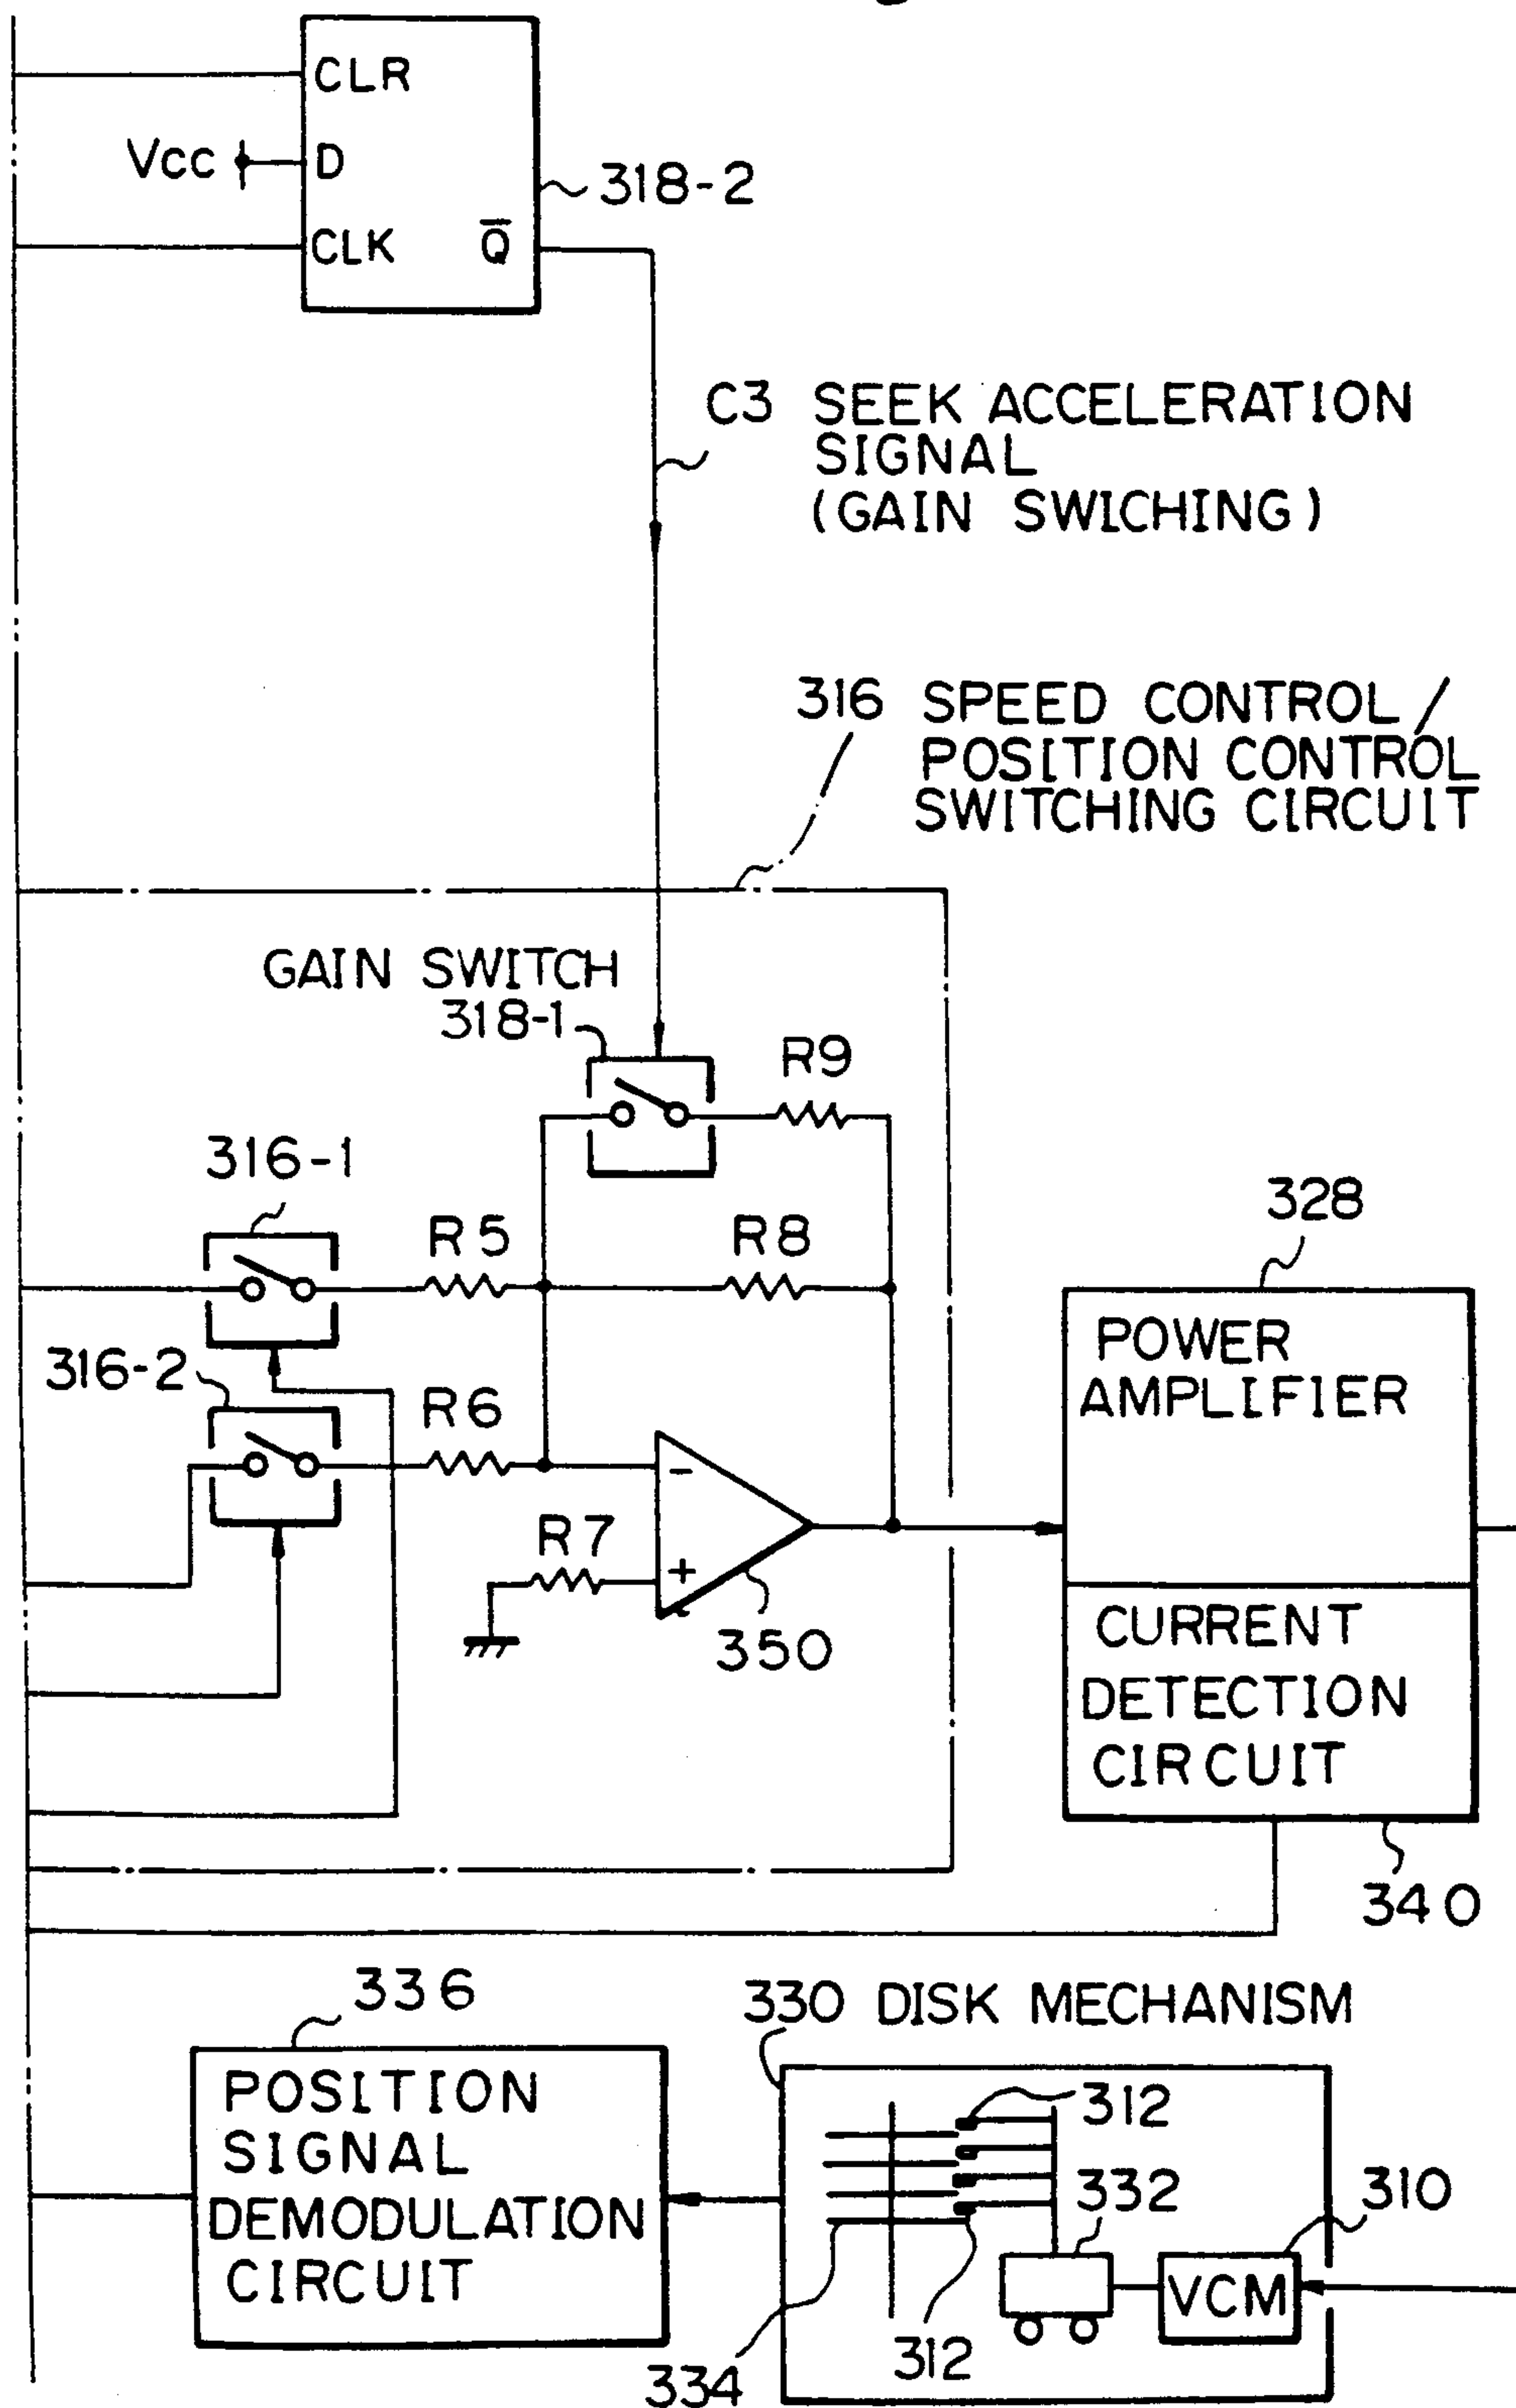 CLR
Vcc D
318-2
CLK Q̅
C3 SEEK ACCELERATION
SIGNAL
(GAIN SWICHING)
316 SPEED CONTROL/
POSITION CONTROL
SWITCHING CIRCUIT
GAIN SWITCH
318-1
R9
316-1
R5
R8
328
POWER
AMPLIFIER
316-2
R6
-
R7
+
350
CURRENT
DETECTION
CIRCUIT
340
336
330 DISK MECHANISM
POSITION
SIGNAL
DEMODULATION
CIRCUIT
312
332
310
VCM
334
312